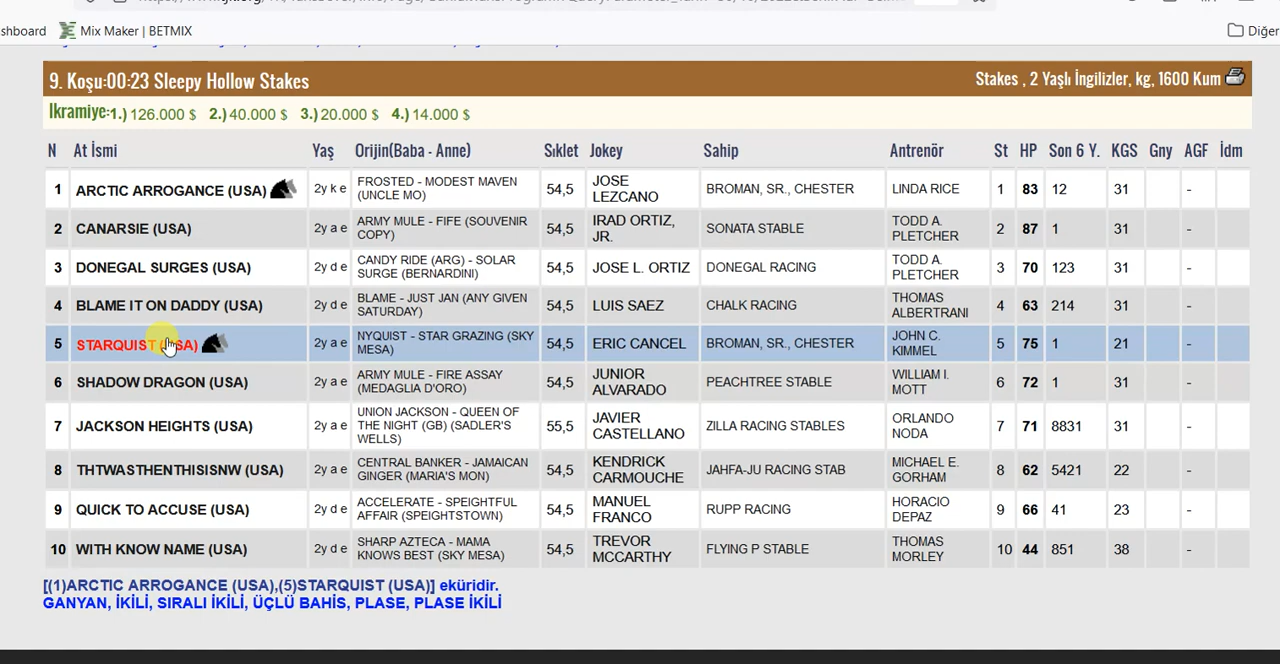 shboard Mix Maker | BETMIX Diğer
9. Koşu:00:23 Sleepy Hollow Stakes Stakes , 2 Yaşlı İngilizler, kg, 1600 Kum
İkramiye:1.) 126.000 $ 2.) 40.000 $ 3.) 20.000 $ 4.) 14.000 $
N At İsmi Yaş Orijin(Baba - Anne) Sıklet Jokey Sahip Antrenör St HP Son 6 Y. KGS Gny AGF İdm
1 ARCTIC ARROGANCE (USA) 2y k e FROSTED - MODEST MAVEN (UNCLE MO) 54,5 JOSE LEZCANO BROMAN, SR., CHESTER LINDA RICE 1 83 12 31 -
2 CANARSIE (USA) 2y a e ARMY MULE - FIFE (SOUVENIR COPY) 54,5 IRAD ORTIZ, JR. SONATA STABLE TODD A. PLETCHER 2 87 1 31 -
3 DONEGAL SURGES (USA) 2y d e CANDY RIDE (ARG) - SOLAR SURGE (BERNARDINI) 54,5 JOSE L. ORTIZ DONEGAL RACING TODD A. PLETCHER 3 70 123 31 -
4 BLAME IT ON DADDY (USA) 2y d e BLAME - JUST JAN (ANY GIVEN SATURDAY) 54,5 LUIS SAEZ CHALK RACING THOMAS ALBERTRANI 4 63 214 31 -
5 STARQUIST (USA) 2y a e NYQUIST - STAR GRAZING (SKY MESA) 54,5 ERIC CANCEL BROMAN, SR., CHESTER JOHN C. KIMMEL 5 75 1 21 -
6 SHADOW DRAGON (USA) 2y a e ARMY MULE - FIRE ASSAY (MEDAGLIA D'ORO) 54,5 JUNIOR ALVARADO PEACHTREE STABLE WILLIAM I. MOTT 6 72 1 31 -
7 JACKSON HEIGHTS (USA) 2y a e UNION JACKSON - QUEEN OF THE NIGHT (GB) (SADLER'S WELLS) 55,5 JAVIER CASTELLANO ZILLA RACING STABLES ORLANDO NODA 7 71 8831 31 -
8 THTWASTHENTHISISNW (USA) 2y a e CENTRAL BANKER - JAMAICAN GINGER (MARIA'S MON) 54,5 KENDRICK CARMOUCHE JAHFA-JU RACING STAB MICHAEL E. GORHAM 8 62 5421 22 -
9 QUICK TO ACCUSE (USA) 2y d e ACCELERATE - SPEIGHTFUL AFFAIR (SPEIGHTSTOWN) 54,5 MANUEL FRANCO RUPP RACING HORACIO DEPAZ 9 66 41 23 -
10 WITH KNOW NAME (USA) 2y d e SHARP AZTECA - MAMA KNOWS BEST (SKY MESA) 54,5 TREVOR MCCARTHY FLYING P STABLE THOMAS MORLEY 10 44 851 38 -
[(1)ARCTIC ARROGANCE (USA),(5)STARQUIST (USA)] eküridir.
GANYAN, İKİLİ, SIRALI İKİLİ, ÜÇLÜ BAHİS, PLASE, PLASE İKİLİ